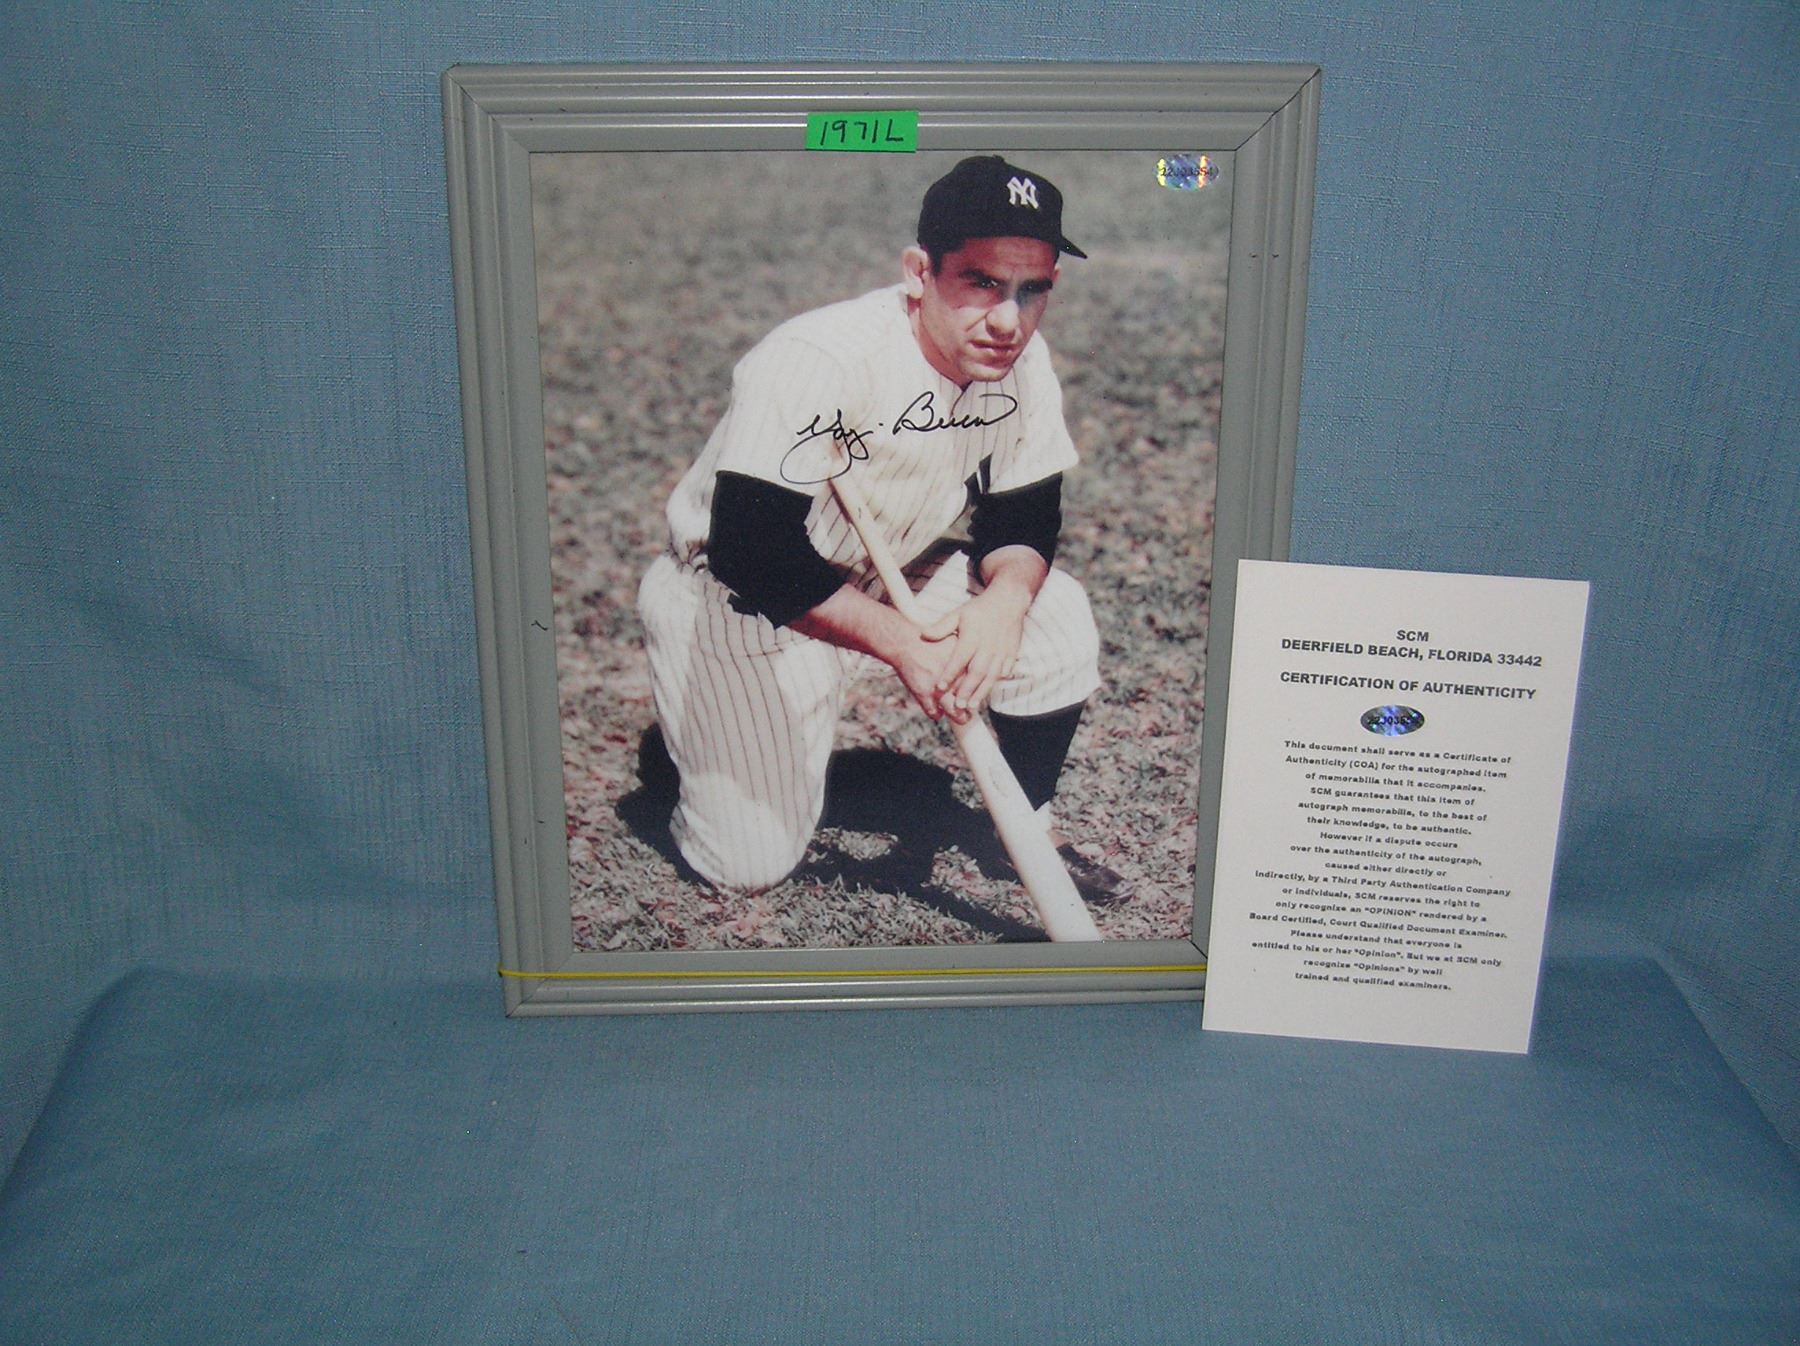 1971L
NY
22J03554
Yogi Berra
SCM
DEERFIELD BEACH, FLORIDA 33442
CERTIFICATION OF AUTHENTICITY
22J03554
This document shall serve as a Certificate of
Authenticity (COA) for the autographed item
of memorabilia that it accompanies.
SCM guarantees that this item of
autograph memorabilia, to the best of
their knowledge, to be authentic.
However if a dispute occurs
over the authenticity of the autograph,
caused either directly or
indirectly, by a Third Party Authentication Company
or individuals, SCM reserves the right to
only recognize an "OPINION" rendered by a
Board Certified, Court Qualified Document Examiner.
Please understand that everyone is
entitled to his or her "Opinion". But we at SCM only
recognize "Opinions" by well
trained and qualified examiners.